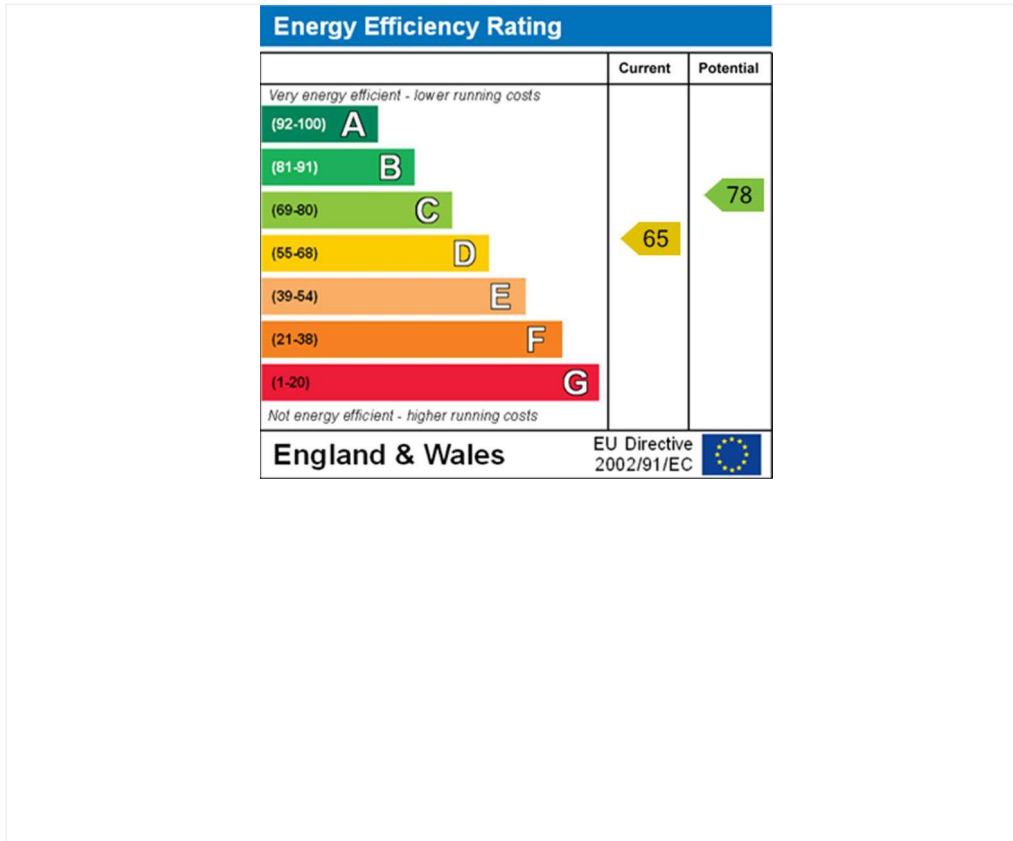 Energy Efficiency Rating
Current Potential
Very energy efficient - lower running costs
(92-100) A
(81-91) B
(69-80) C
78
(55-68) D
65
(39-54) E
(21-38) F
(1-20) G
Not energy efficient - higher running costs
England & Wales
EU Directive
2002/91/EC